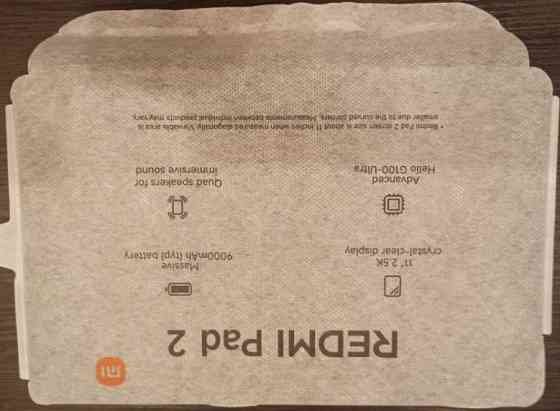 mi
REDMI Pad 2
11" 2.5K
crystal-clear display
Massive
9000mAh (typ) battery
Advanced
Helio G100-Ultra
Quad speakers for
immersive sound
* Redmi Pad 2 screen size is about 11 inches when measured diagonally. Viewable area is
smaller due to the curved corners. Measurements between individual products may vary.